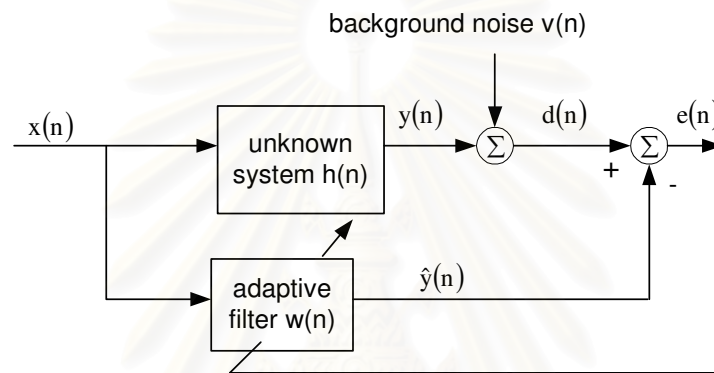 background noise v(n)
x(n)
unknown
system h(n)
y(n)
Σ
d(n)
Σ
e(n)
+
-
adaptive
filter w(n)
ŷ(n)